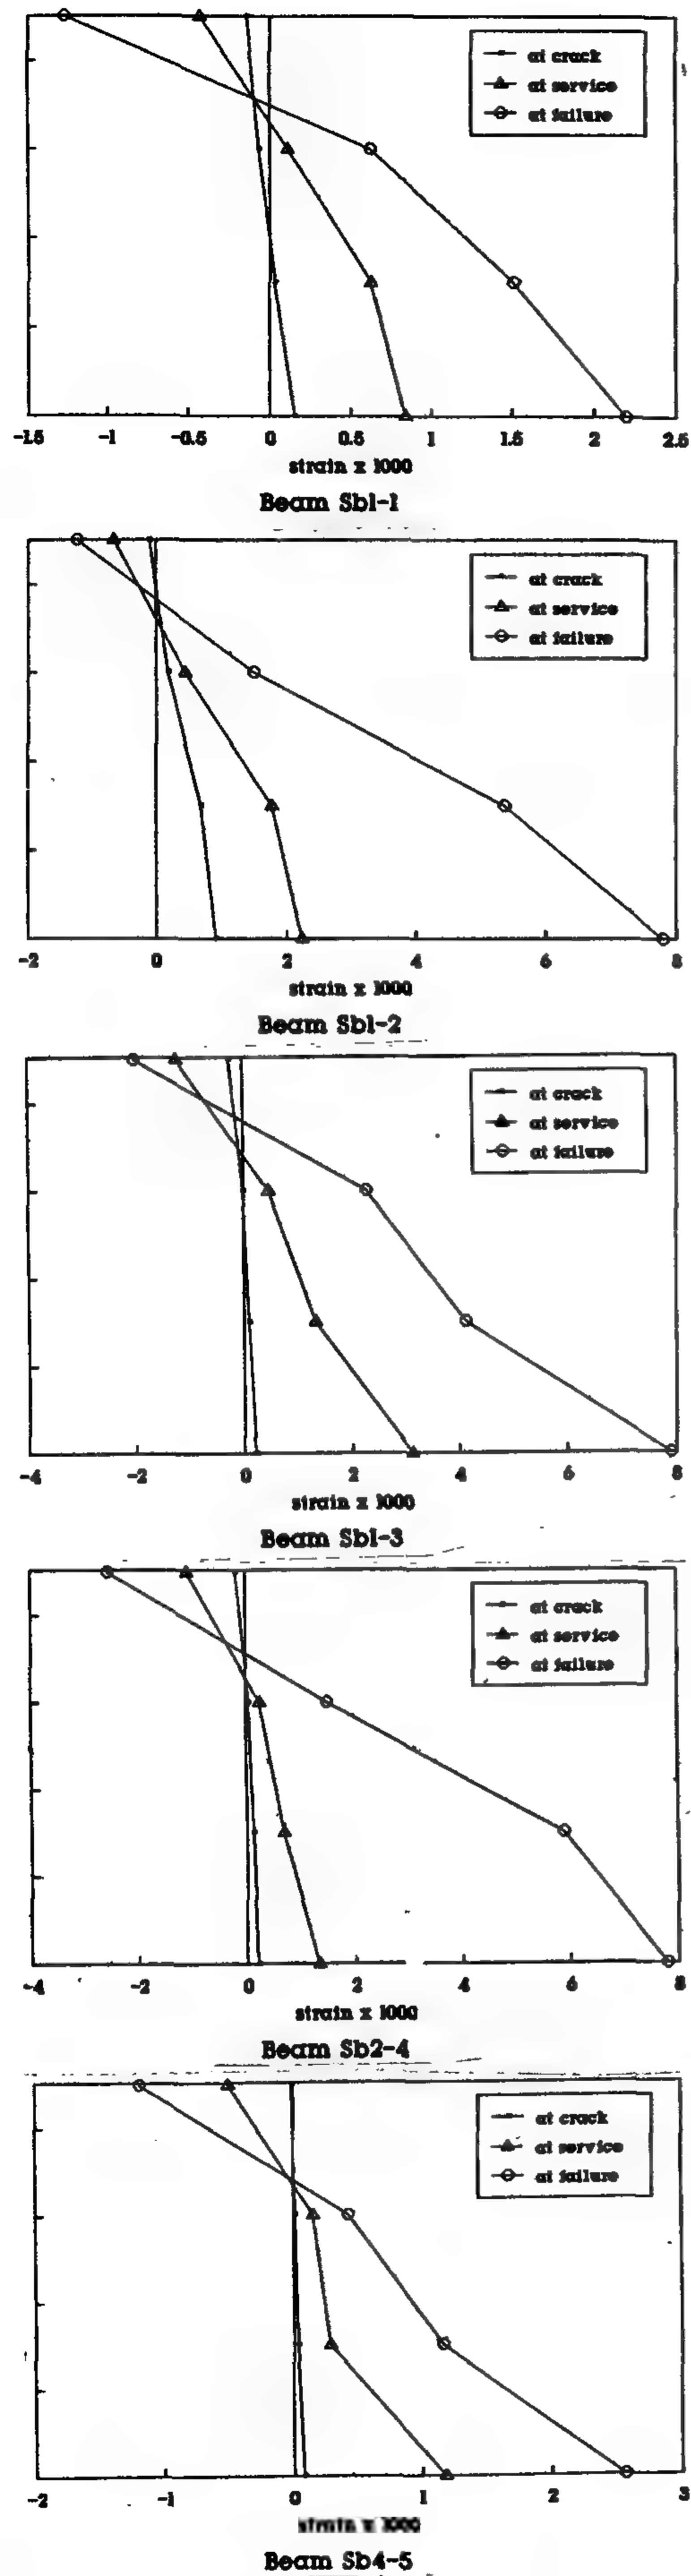 at crack
at service
at failure
-1.5 -1 -0.5 0 0.5 1 1.5 2 2.5
strain x 1000
Beam Sb1-1
at crack
at service
at failure
-2 0 2 4 6 8
strain x 1000
Beam Sb1-2
at crack
at service
at failure
-4 -2 0 2 4 6 8
strain x 1000
Beam Sb1-3
at crack
at service
at failure
-4 -2 0 2 4 6 8
strain x 1000
Beam Sb2-4
at crack
at service
at failure
-2 -1 0 1 2 3
strain x 1000
Beam Sb4-5